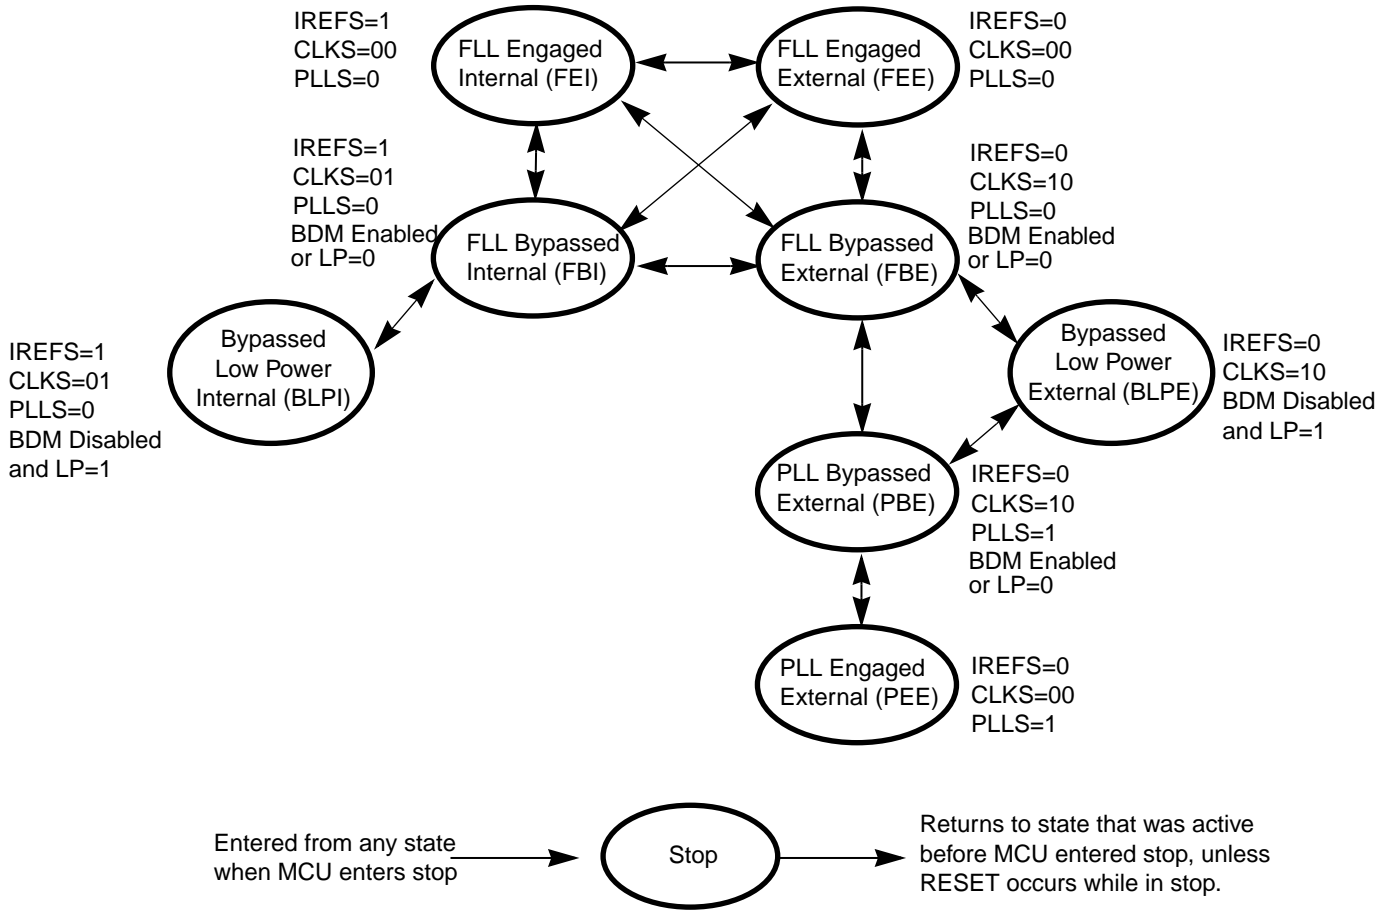 IREFS=1
CLKS=00
PLLS=0
FLL Engaged
Internal (FEI)
FLL Engaged
External (FEE)
IREFS=0
CLKS=00
PLLS=0
IREFS=1
CLKS=01
PLLS=0
BDM Enabled
or LP=0
FLL Bypassed
Internal (FBI)
FLL Bypassed
External (FBE)
IREFS=0
CLKS=10
PLLS=0
BDM Enabled
or LP=0
IREFS=1
CLKS=01
PLLS=0
BDM Disabled
and LP=1
Bypassed
Low Power
Internal (BLPI)
Bypassed
Low Power
External (BLPE)
IREFS=0
CLKS=10
BDM Disabled
and LP=1
PLL Bypassed
External (PBE)
IREFS=0
CLKS=10
PLLS=1
BDM Enabled
or LP=0
PLL Engaged
External (PEE)
IREFS=0
CLKS=00
PLLS=1
Entered from any state
when MCU enters stop
Stop
Returns to state that was active
before MCU entered stop, unless
RESET occurs while in stop.